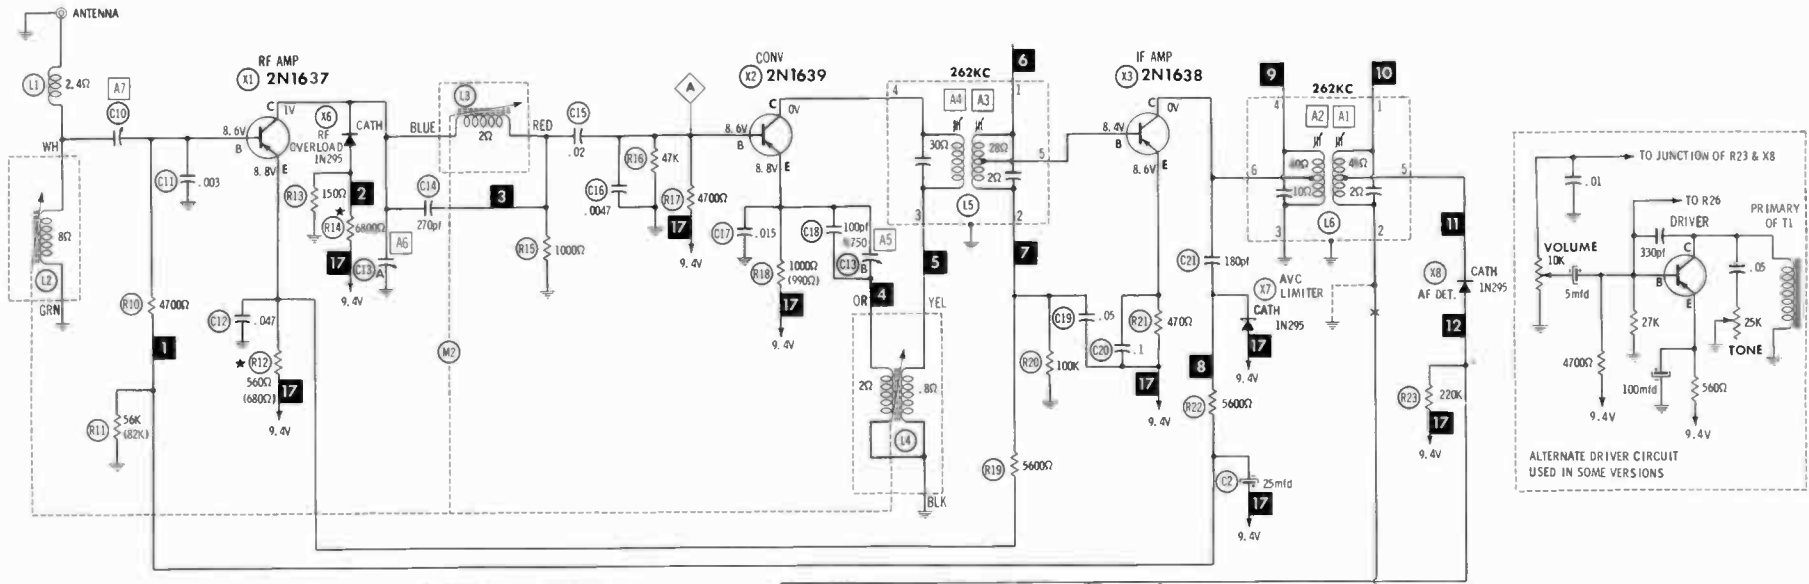 ANTENNA
L1
2.4Ω
A7
C10
WH
8Ω
L2
GRN
C11
.003
R10
4700Ω
1
R11
56K
(82K)
RF AMP
X1 2N1637
C
1V
8.6V
B
E
8.8V
X6
RF
OVERLOAD
1N295
CATH
R13
150Ω
2
R14
6800Ω
17
9.4V
C12
.047
R12
560Ω
(680Ω)
17
9.4V
A6
C13
A
C14
270pf
3
BLUE
L3
2Ω
RED
M2
R15
1000Ω
C15
.02
C16
.0047
R16
47K
A
R17
4700Ω
17
9.4V
CONV
X2 2N1639
C
0V
8.6V
B
E
8.8V
C17
.015
C18
100pf
N750
A5
C13
B
R18
1000Ω
(990Ω)
17
9.4V
OR
4
5
YEL
2Ω
.8Ω
L4
BLK
262KC
4
A4
A3
1
30Ω
28Ω
2Ω
5
3
2
L5
6
7
C19
.05
R20
100K
R19
5600Ω
IF AMP
X3 2N1638
C
0V
8.4V
B
E
8.6V
C20
.1
R21
470Ω
17
9.4V
C21
180pf
X7
AVC
LIMITER
CATH
1N295
17
9.4V
8
R22
5600Ω
C2
25mfd
17
9.4V
9
10
262KC
4
A2
A1
1
10Ω
2Ω
6
5
3
2
L6
11
X8
AF DET.
CATH
1N295
12
R23
220K
17
9.4V
TO JUNCTION OF R23 & X8
.01
TO R26
DRIVER
PRIMARY
OF T1
VOLUME
10K
330pf
C
B
E
.05
5mfd
27K
25K
TONE
4700Ω
100mfd
560Ω
9.4V
9.4V
ALTERNATE DRIVER CIRCUIT
USED IN SOME VERSIONS